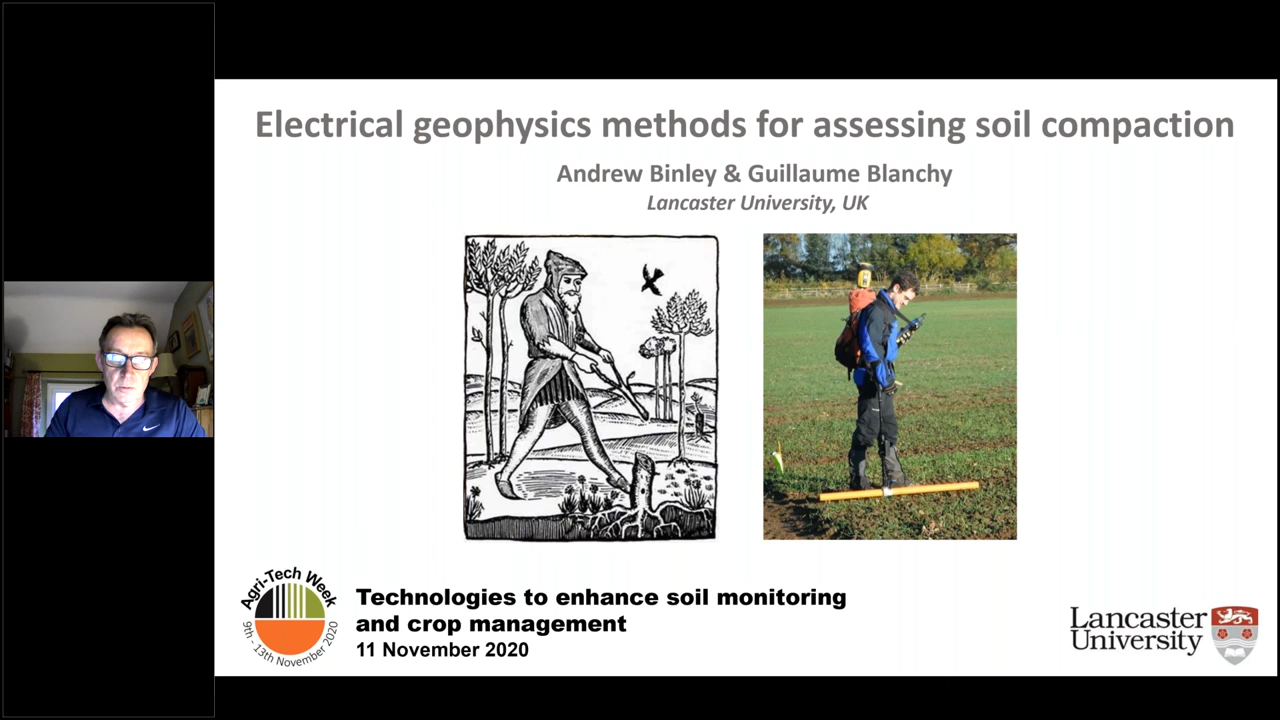 Electrical geophysics methods for assessing soil compaction
Andrew Binley & Guillaume Blanchy
Lancaster University, UK
Agri-Tech Week
9th - 13th November 2020
Technologies to enhance soil monitoring
and crop management
11 November 2020
Lancaster
University